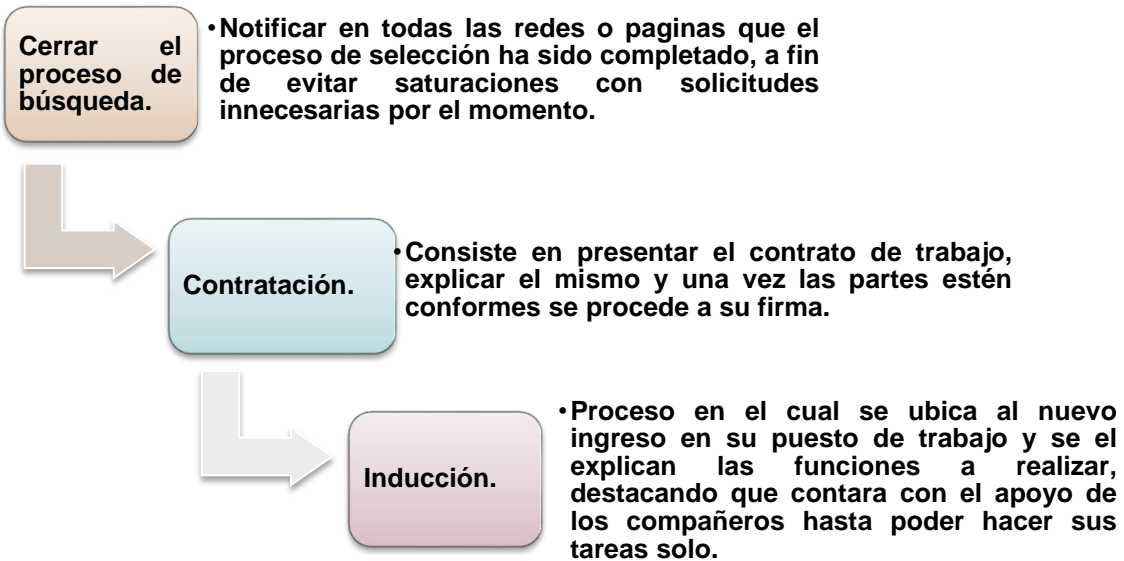 Cerrar el
proceso de
búsqueda.
•Notificar en todas las redes o paginas que el
proceso de selección ha sido completado, a fin
de evitar saturaciones con solicitudes
innecesarias por el momento.
Contratación.
•Consiste en presentar el contrato de trabajo,
explicar el mismo y una vez las partes estén
conformes se procede a su firma.
Inducción.
•Proceso en el cual se ubica al nuevo
ingreso en su puesto de trabajo y se el
explican las funciones a realizar,
destacando que contara con el apoyo de
los compañeros hasta poder hacer sus
tareas solo.